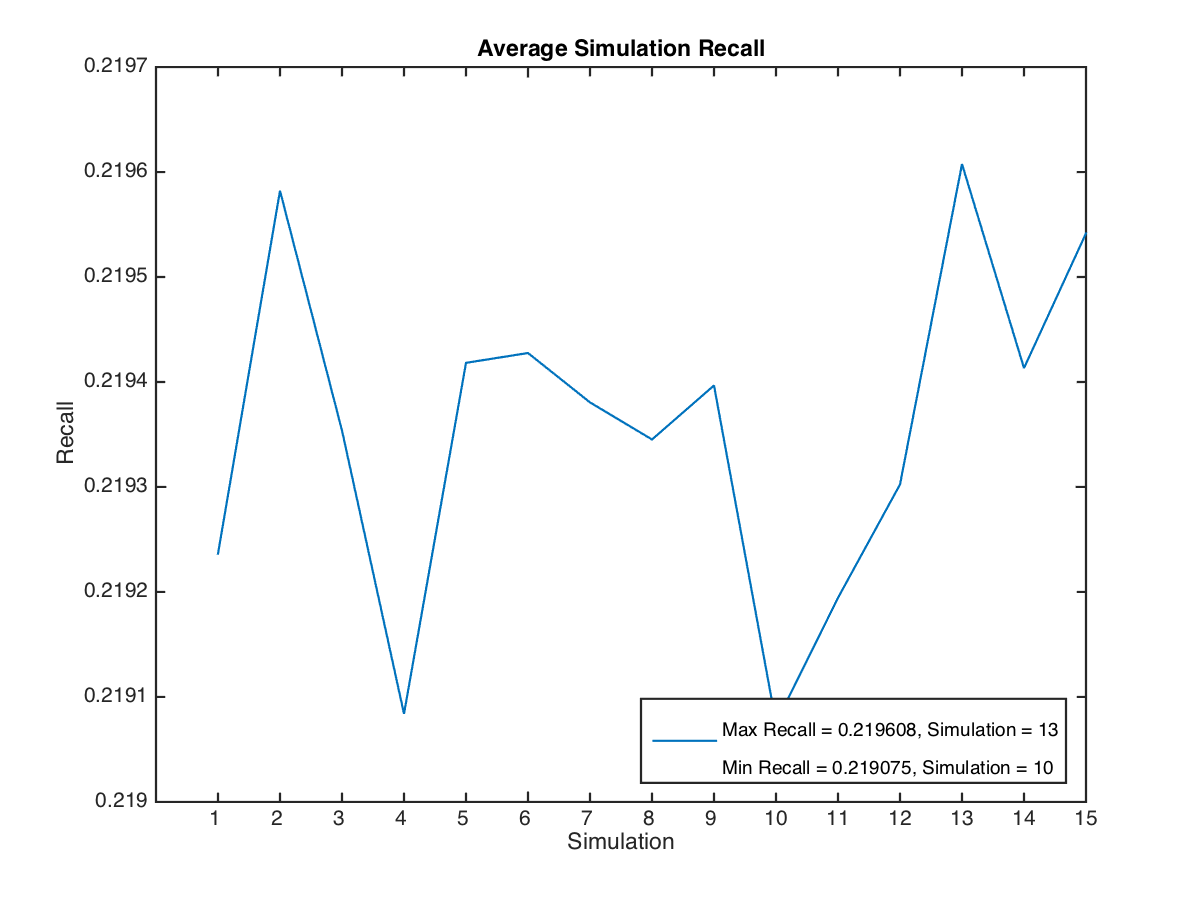 Average Simulation Recall
0.2197
0.2196
0.2195
0.2194
0.2193
0.2192
0.2191
0.219
Recall
Max Recall = 0.219608, Simulation = 13
Min Recall = 0.219075, Simulation = 10
1 2 3 4 5 6 7 8 9 10 11 12 13 14 15
Simulation